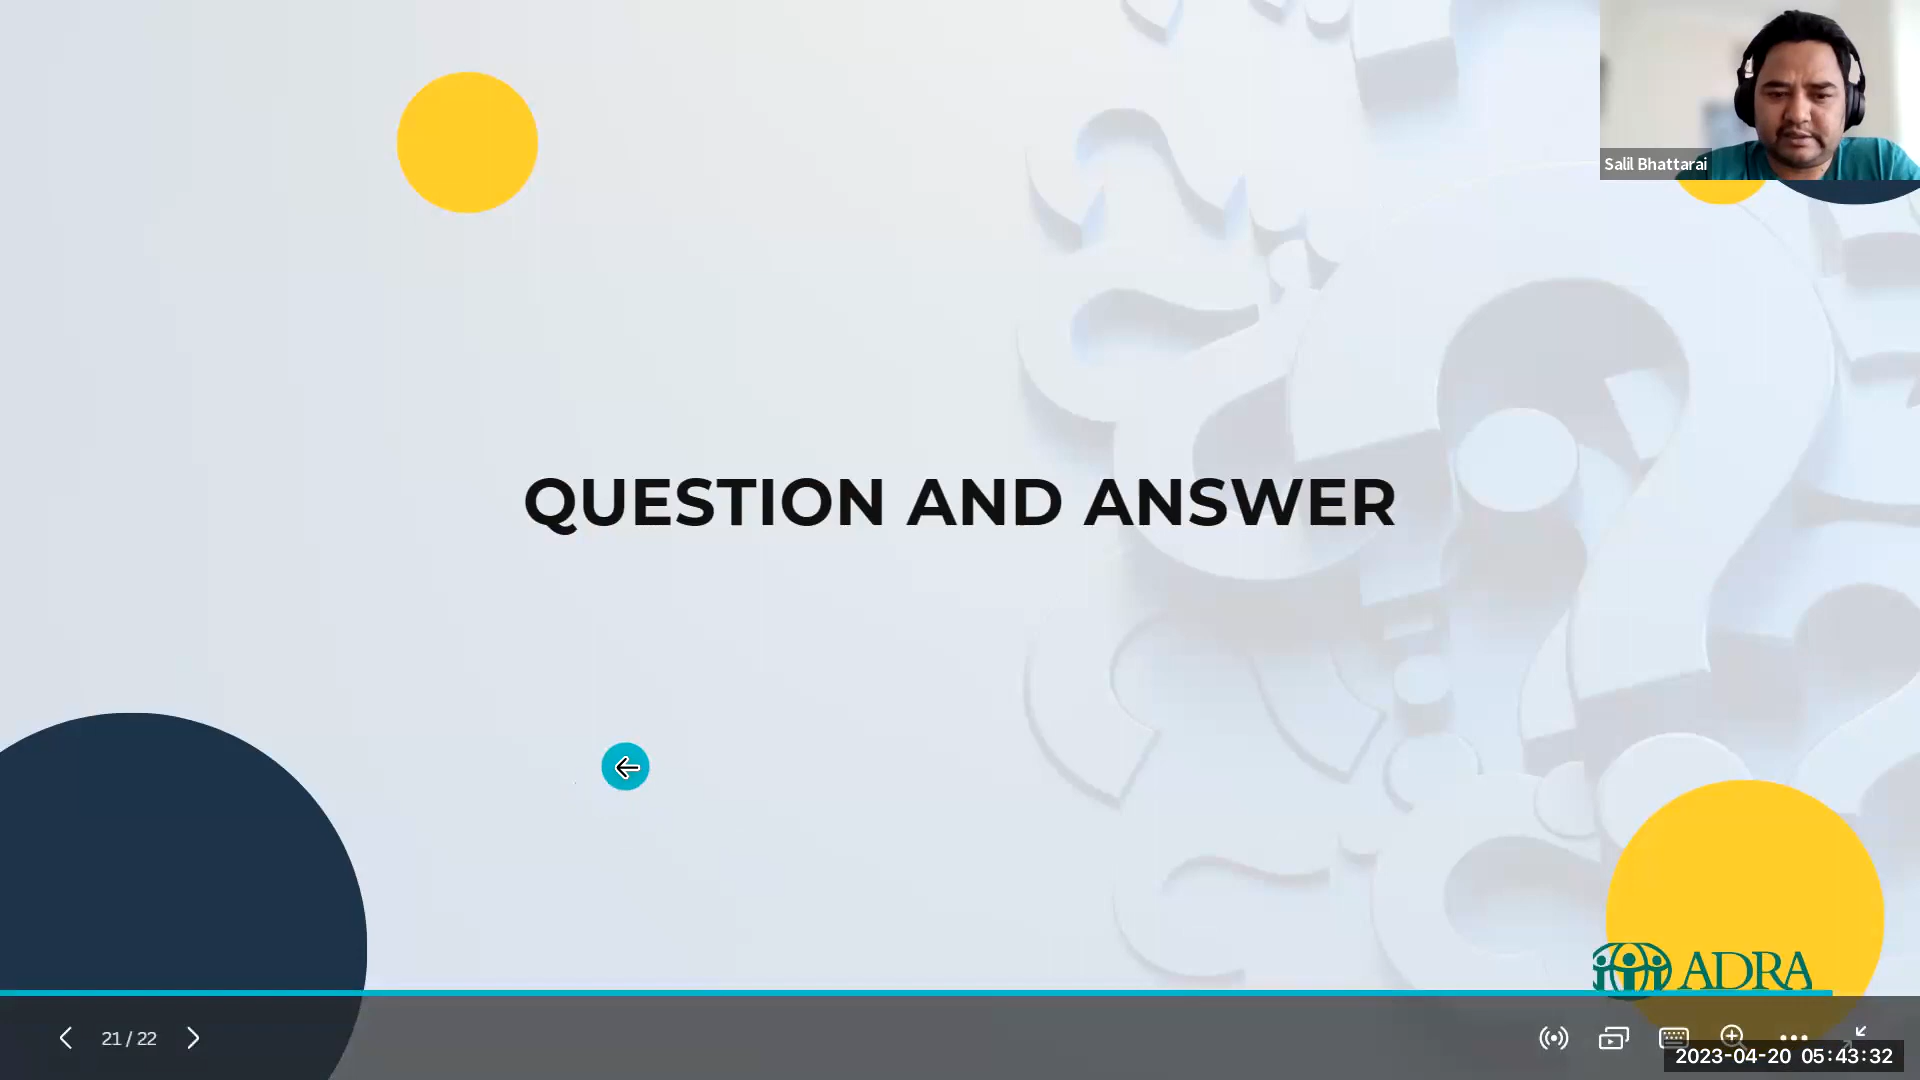 Salil Bhattarai
QUESTION AND ANSWER
ADRA
21 / 22
2023-04-20 05:43:32